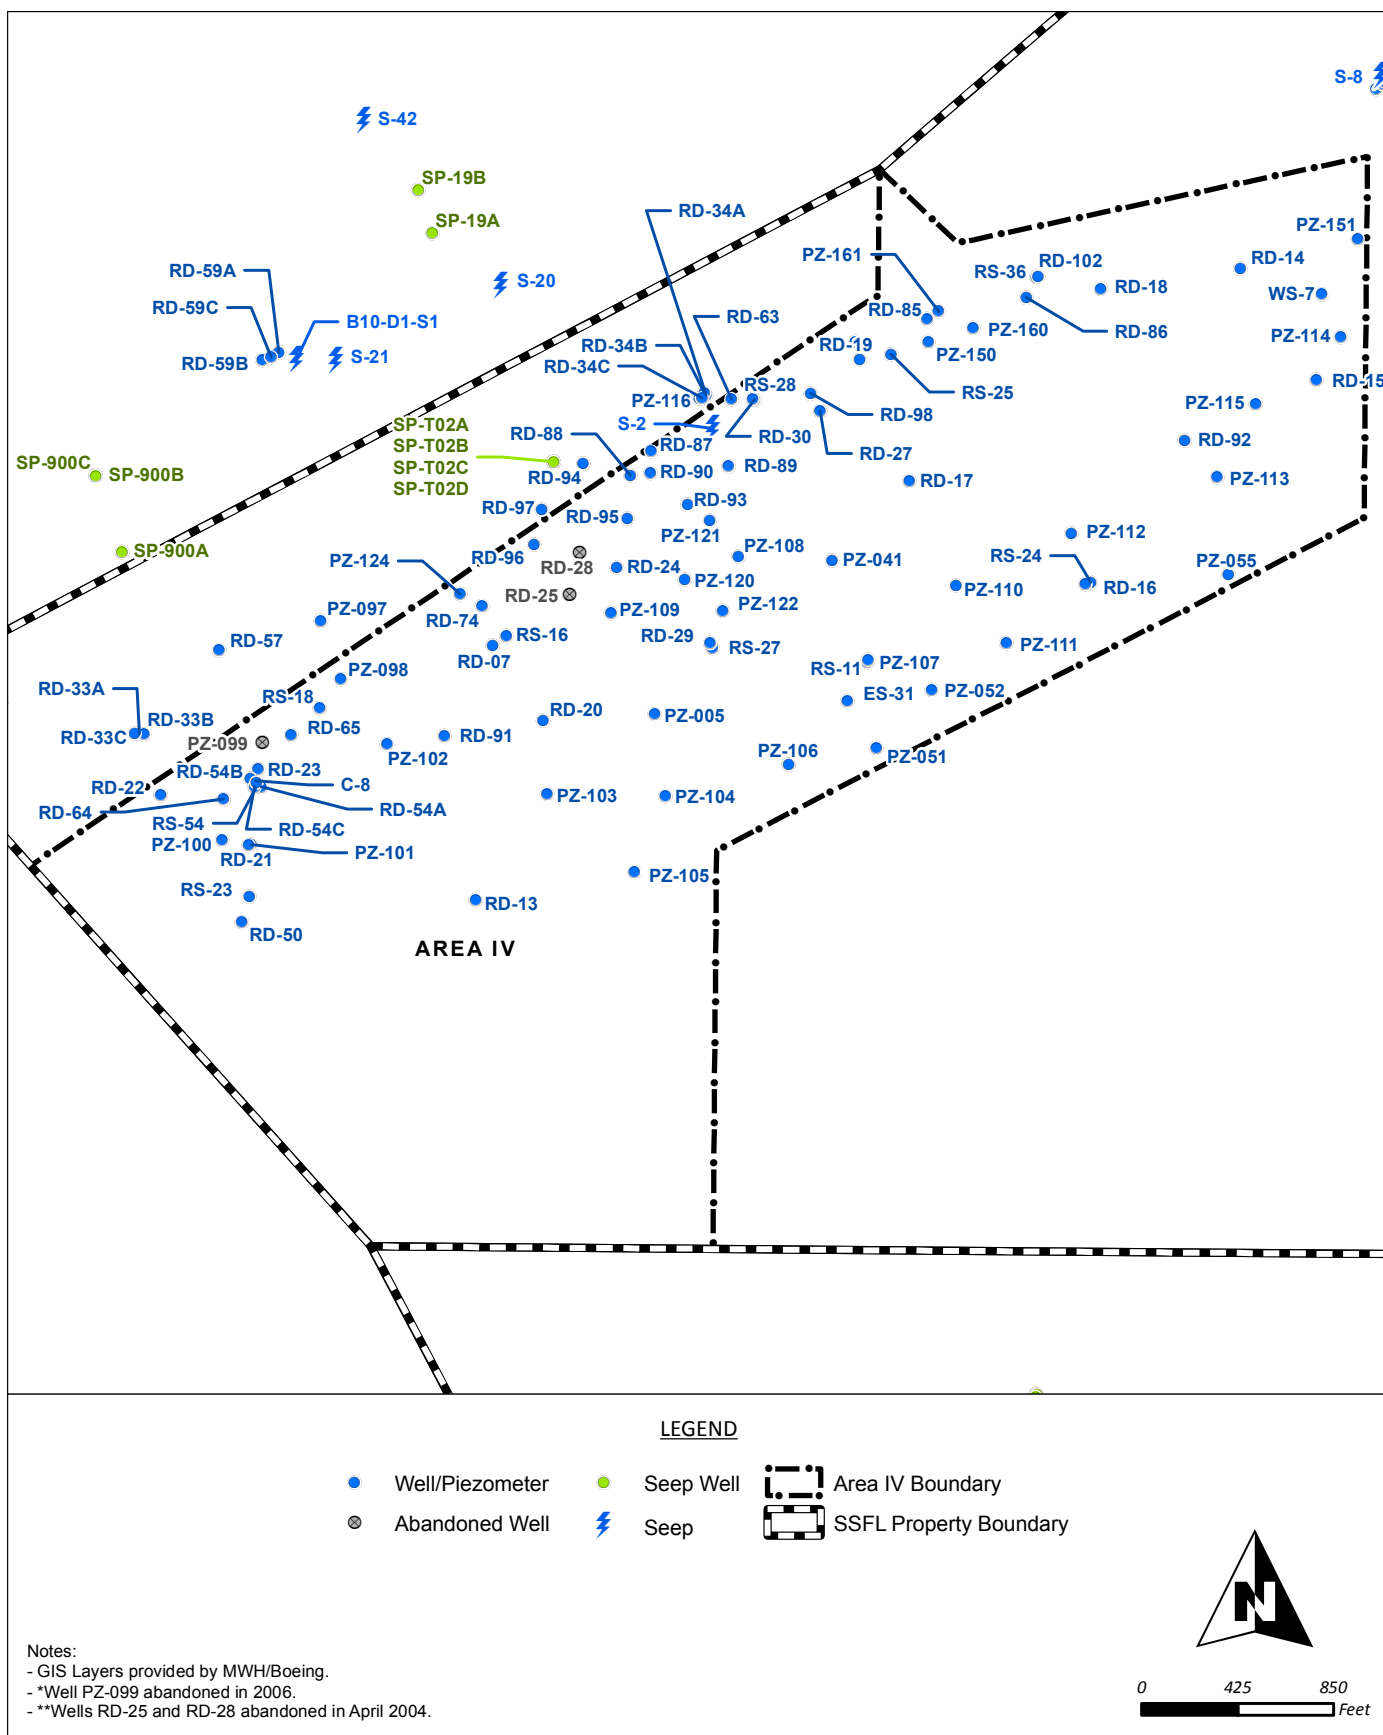 S-8
S-42
SP-19B
SP-19A
RD-34A
PZ-151
PZ-161
RD-102
RS-36
RD-14
RD-59A
S-20
RD-18
WS-7
RD-59C
B10-D1-S1
RD-63
RD-85
PZ-160
RD-86
PZ-114
RD-34B
RD-19
PZ-150
RD-59B
S-21
RD-34C
RS-28
RS-25
RD-15
PZ-116
RD-98
PZ-115
SP-T02A
S-2
SP-T02B
RD-88
RD-87
RD-30
RD-27
RD-92
SP-T02C
SP-900C
SP-900B
RD-94
RD-90
RD-89
RD-17
PZ-113
SP-T02D
RD-97
RD-95
RD-93
PZ-121
PZ-112
SP-900A
RD-96
PZ-108
PZ-041
RS-24
PZ-055
PZ-124
RD-28
RD-24
PZ-120
RD-16
PZ-110
RD-25
PZ-097
RD-74
PZ-109
PZ-122
RD-57
RS-16
RD-29
RS-27
PZ-111
RD-07
PZ-107
RS-11
PZ-098
RD-33A
RS-18
ES-31
PZ-052
RD-33B
RD-20
PZ-005
RD-33C
PZ-099
RD-65
RD-91
PZ-102
PZ-106
PZ-051
RD-54B
RD-23
C-8
RD-22
PZ-103
PZ-104
RD-64
RD-54A
RS-54
RD-54C
PZ-100
RD-21
PZ-101
PZ-105
RS-23
RD-13
RD-50
AREA IV
LEGEND
Well/Piezometer
Seep Well
Area IV Boundary
Abandoned Well
Seep
SSFL Property Boundary
N
Notes:
- GIS Layers provided by MWH/Boeing.
- *Well PZ-099 abandoned in 2006.
- **Wells RD-25 and RD-28 abandoned in April 2004.
0 425 850
Feet